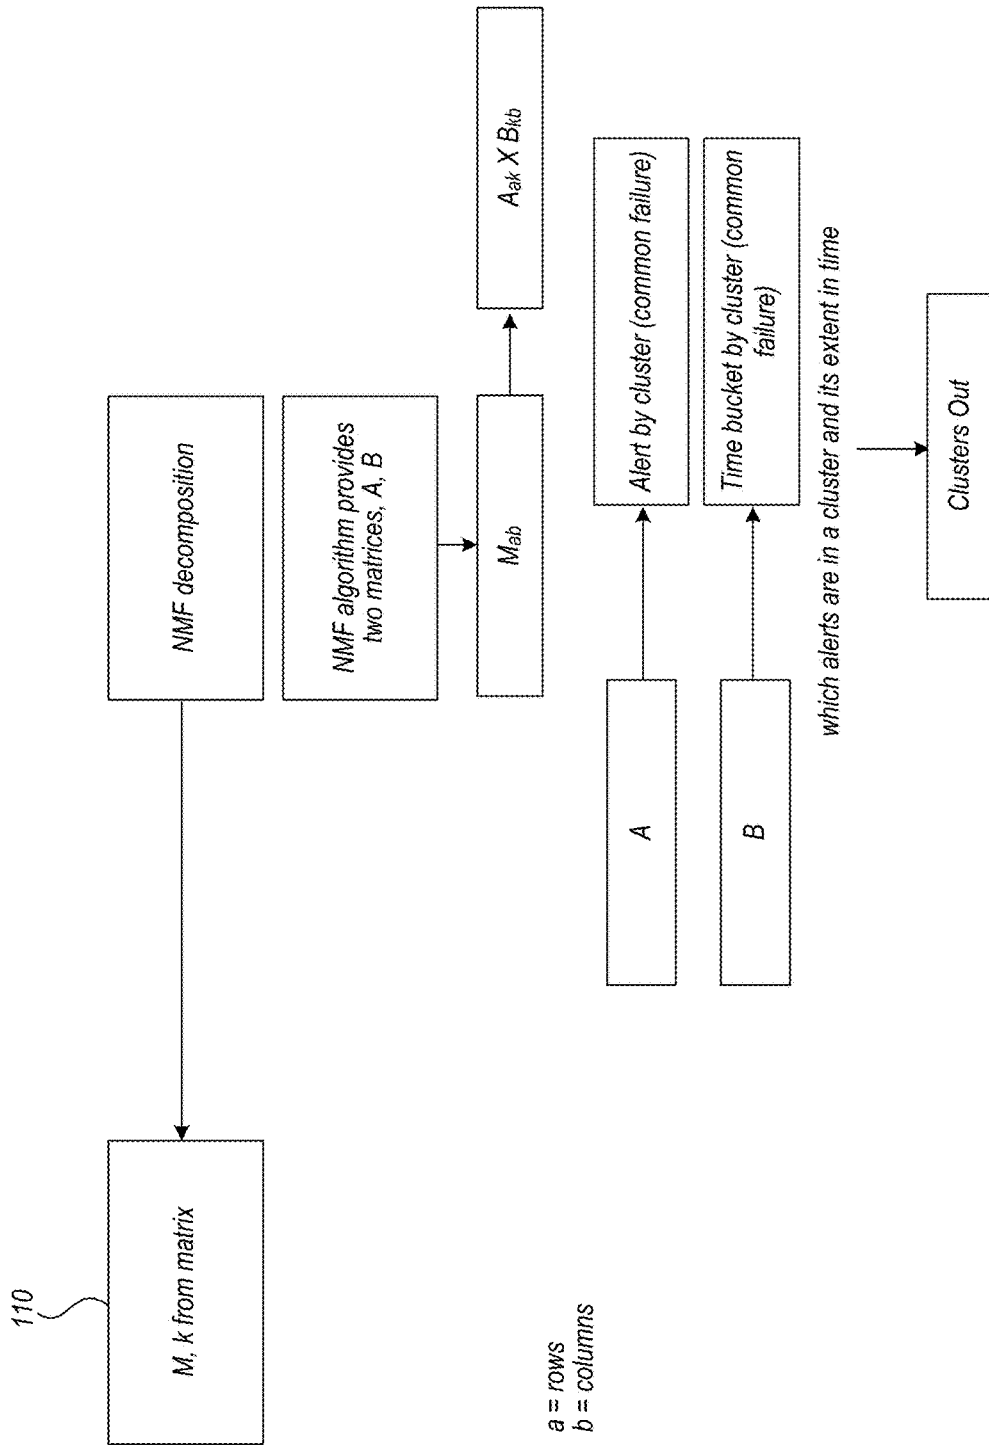 110
M, k from matrix
NMF decomposition
NMF algorithm provides
two matrices, A, B
a = rows
b = columns
Mab
Aak X Bkb
A
Alert by cluster (common failure)
B
Time bucket by cluster (common
failure)
which alerts are in a cluster and its extent in time
Clusters Out